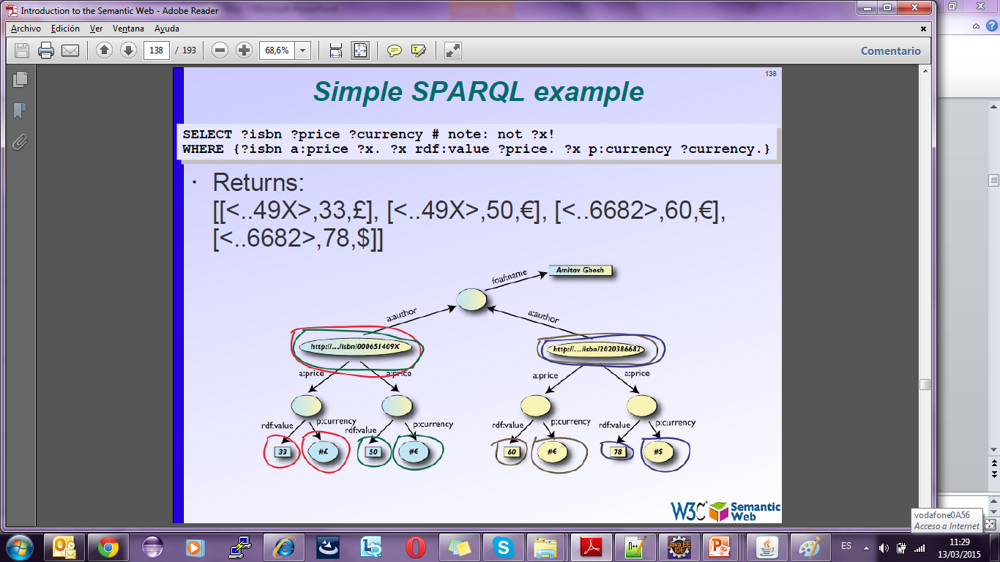 Introduction to the Semantic Web - Adobe Reader
Archivo Edición Ver Ventana Ayuda
138 / 193 68,6% Comentario
138
Simple SPARQL example
SELECT ?isbn ?price ?currency # note: not ?x!
WHERE {?isbn a:price ?x. ?x rdf:value ?price. ?x p:currency ?currency.}
· Returns:
[[<..49X>,33,£], [<..49X>,50,€], [<..6682>,60,€],
[<..6682>,78,$]]
foaf:name Amitav Ghosh
a:author a:author
http://.../isbn/000651409X http://.../isbn/2020386682
a:price a:price a:price a:price
rdf:value p:currency rdf:value p:currency rdf:value p:currency rdf:value p:currency
33 #£ 50 #€ 60 #€ 78 #$
W3C Semantic
Web
vodafone0A56
Acceso a Internet
ES 11:29
13/03/2015